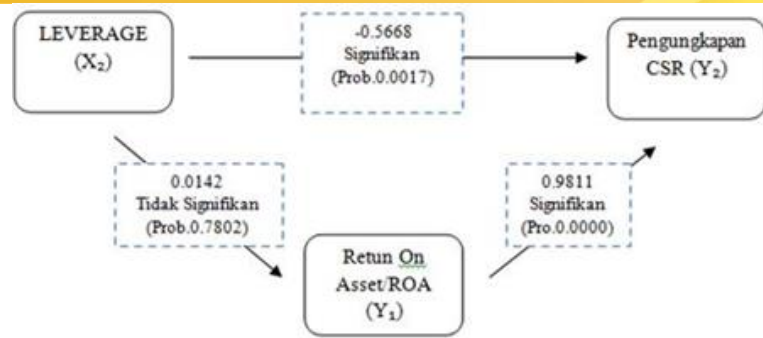 LEVERAGE
(X₂)
-0.5668
Signifikan
(Prob.0.0017)
Pengungkapan
CSR (Y₂)
0.0142
Tidak Signifikan
(Prob.0.7802)
0.9811
Signifikan
(Pro.0.0000)
Retun On
Asset/ROA
(Y₁)